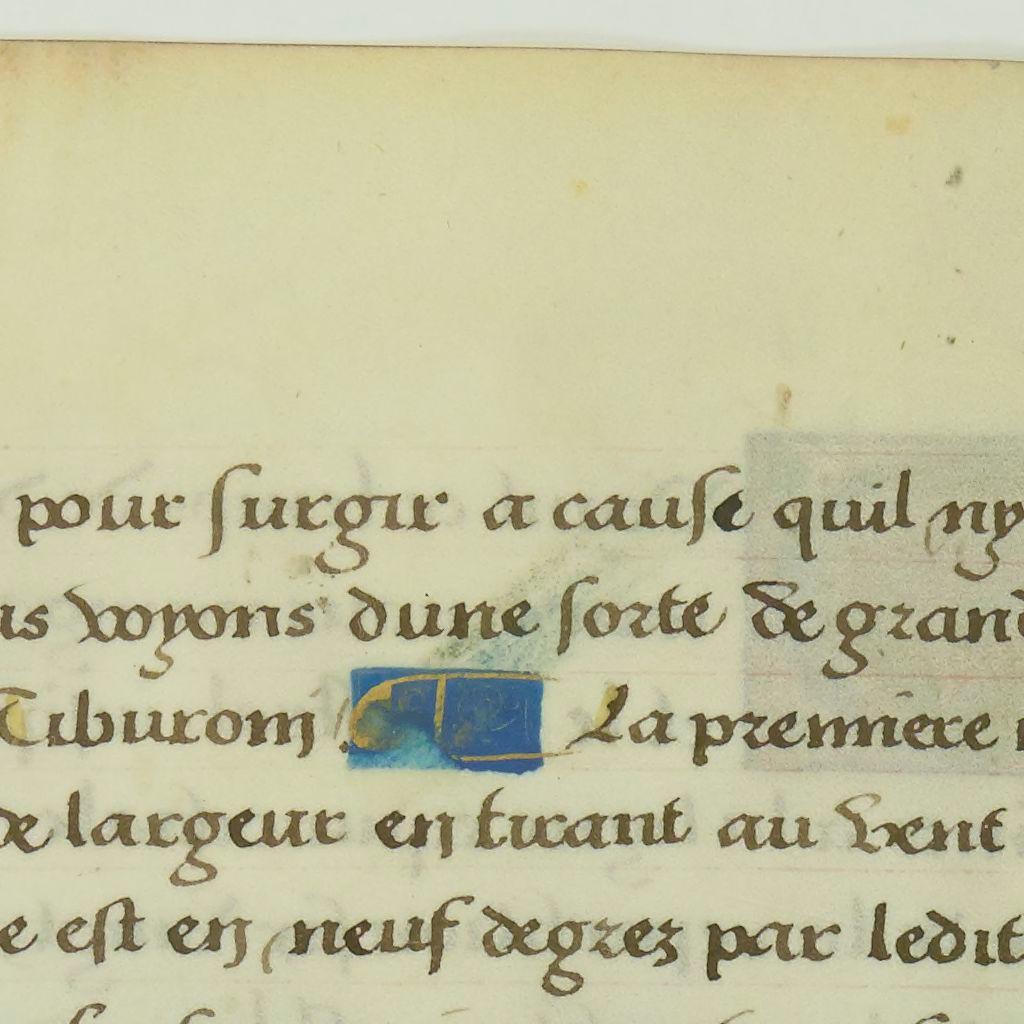 pour surgir a cause quil ny
us voyons dune sorte de grand
Tiburom La premiere
de largeur en tirant au vent
e est en neuf degrez par ledit